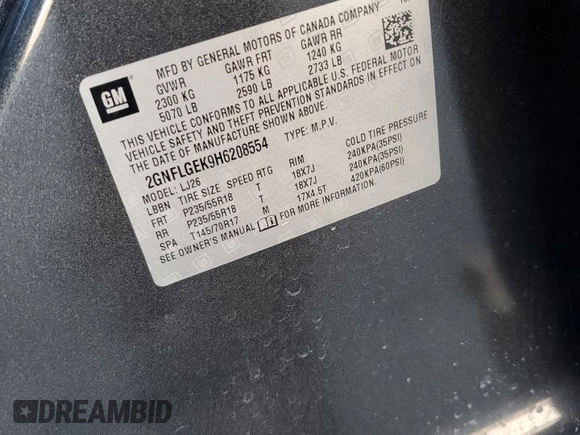 GM
MFD BY GENERAL MOTORS OF CANADA COMPANY
GVWR GAWR FRT GAWR RR
2300 KG 1175 KG 1240 KG
5070 LB 2590 LB 2733 LB
THIS VEHICLE CONFORMS TO ALL APPLICABLE U.S. FEDERAL MOTOR
VEHICLE SAFETY AND THEFT PREVENTION STANDARDS IN EFFECT ON
THE DATE OF MANUFACTURE SHOWN ABOVE.
2GNFLGEK9H6208554 TYPE: M.P.V.
MODEL: LJ26
LBBN TIRE SIZE SPEED RTG RIM COLD TIRE PRESSURE
FRT P235/55R18 T 18X7J 240KPA(35PSI)
RR P235/55R18 T 18X7J 240KPA(35PSI)
SPA T145/70R17 M 17X4.5T 420KPA(60PSI)
SEE OWNER'S MANUAL FOR MORE INFORMATION.
DREAMBID